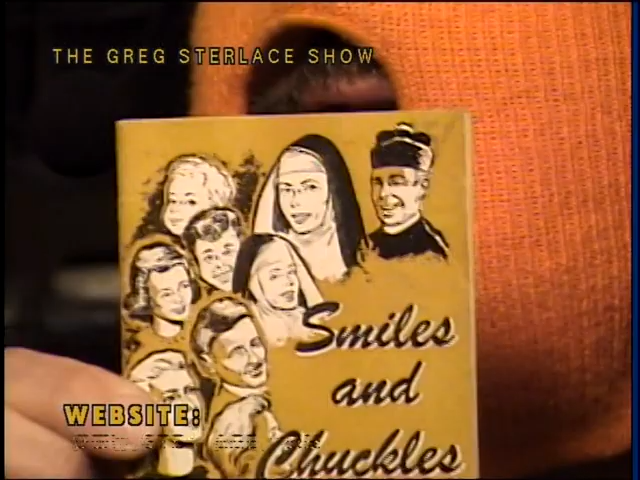 THE GREG STERLACE SHOW
Smiles
and
Chuckles
WEBSITE: